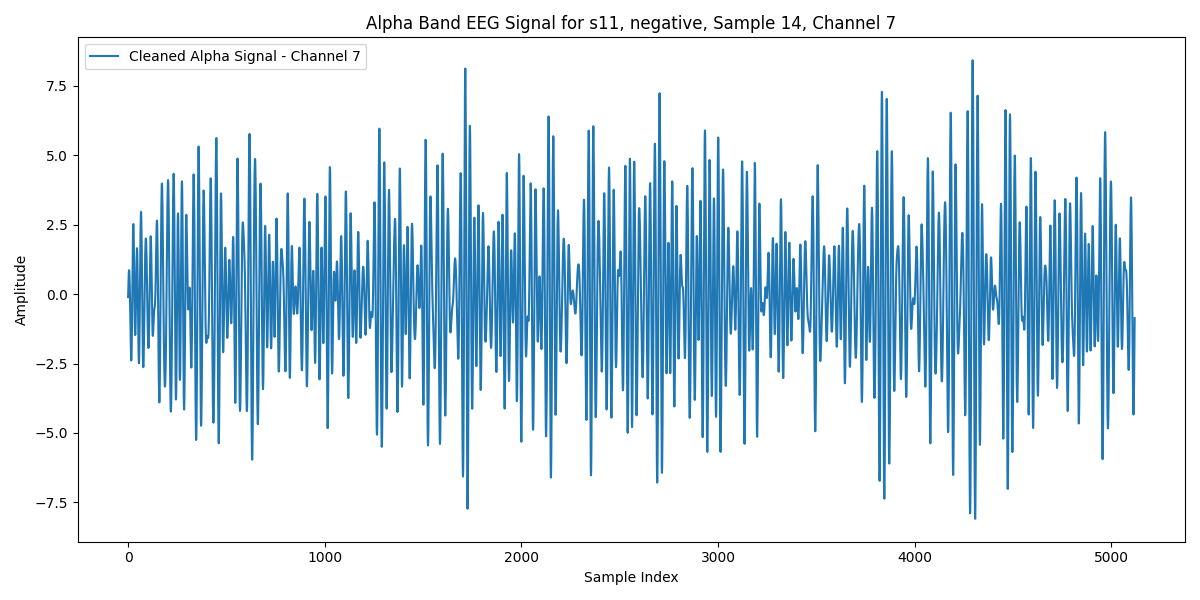 Alpha Band EEG Signal for s11, negative, Sample 14, Channel 7
Cleaned Alpha Signal - Channel 7
7.5
5.0
2.5
0.0
−2.5
−5.0
−7.5
Amplitude
0 1000 2000 3000 4000 5000
Sample Index